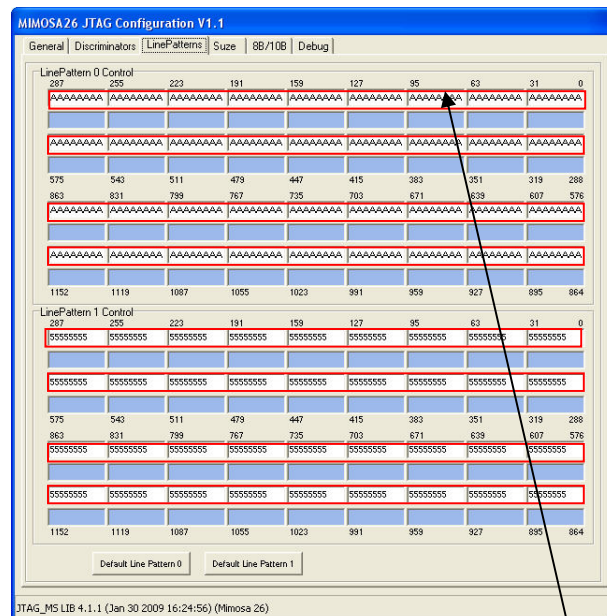 MIMOSA26 JTAG Configuration V1.1
General Discriminators LinePatterns Suze 8B/10B Debug
LinePattern 0 Control
287 255 223 191 159 127 95 63 31 0
AAAAAAAA AAAAAAAA AAAAAAAA AAAAAAAA AAAAAAAA AAAAAAAA AAAAAAAA AAAAAAAA AAAAAAAA
AAAAAAAA AAAAAAAA AAAAAAAA AAAAAAAA AAAAAAAA AAAAAAAA AAAAAAAA AAAAAAAA AAAAAAAA
575 543 511 479 447 415 383 351 319 288
863 831 799 767 735 703 671 639 607 576
AAAAAAAA AAAAAAAA AAAAAAAA AAAAAAAA AAAAAAAA AAAAAAAA AAAAAAAA AAAAAAAA AAAAAAAA
AAAAAAAA AAAAAAAA AAAAAAAA AAAAAAAA AAAAAAAA AAAAAAAA AAAAAAAA AAAAAAAA AAAAAAAA
1152 1119 1087 1055 1023 991 959 927 895 864
LinePattern 1 Control
287 255 223 191 159 127 95 63 31 0
55555555 55555555 55555555 55555555 55555555 55555555 55555555 55555555 55555555
55555555 55555555 55555555 55555555 55555555 55555555 55555555 55555555 55555555
575 543 511 479 447 415 383 351 319 288
863 831 799 767 735 703 671 639 607 576
55555555 55555555 55555555 55555555 55555555 55555555 55555555 55555555 55555555
55555555 55555555 55555555 55555555 55555555 55555555 55555555 55555555 55555555
1152 1119 1087 1055 1023 991 959 927 895 864
Default Line Pattern 0 Default Line Pattern 1
JTAG_MS LIB 4.1.1 (Jan 30 2009 16:24:56) (Mimosa 26)